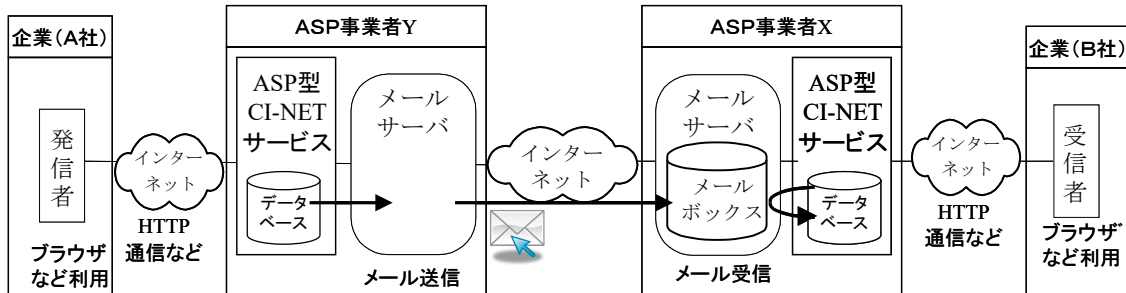 企業(A社)
発
信
者
ブラウザ
など利用
インター
ネット
HTTP
通信など
ASP事業者Y
ASP型
CI-NET
サービス
データ
ベース
メール
サーバ
メール送信
インター
ネット
ASP事業者X
メール
サーバ
メール
ボックス
メール受信
ASP型
CI-NET
サービス
データ
ベース
インター
ネット
HTTP
通信など
企業(B社)
受
信
者
ブラウザ
など利用